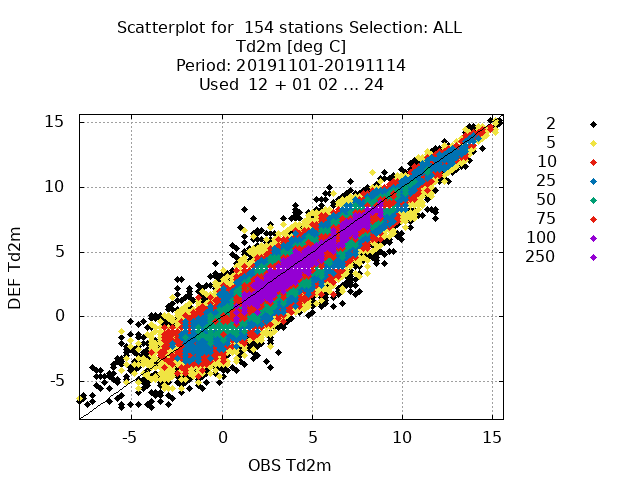 Scatterplot for  154 stations Selection: ALL
Td2m [deg C]
Period: 20191101-20191114
Used  12 + 01 02 ... 24
15
10
5
0
-5
DEF Td2m
-5 0 5 10 15
OBS Td2m
2
5
10
25
50
75
100
250